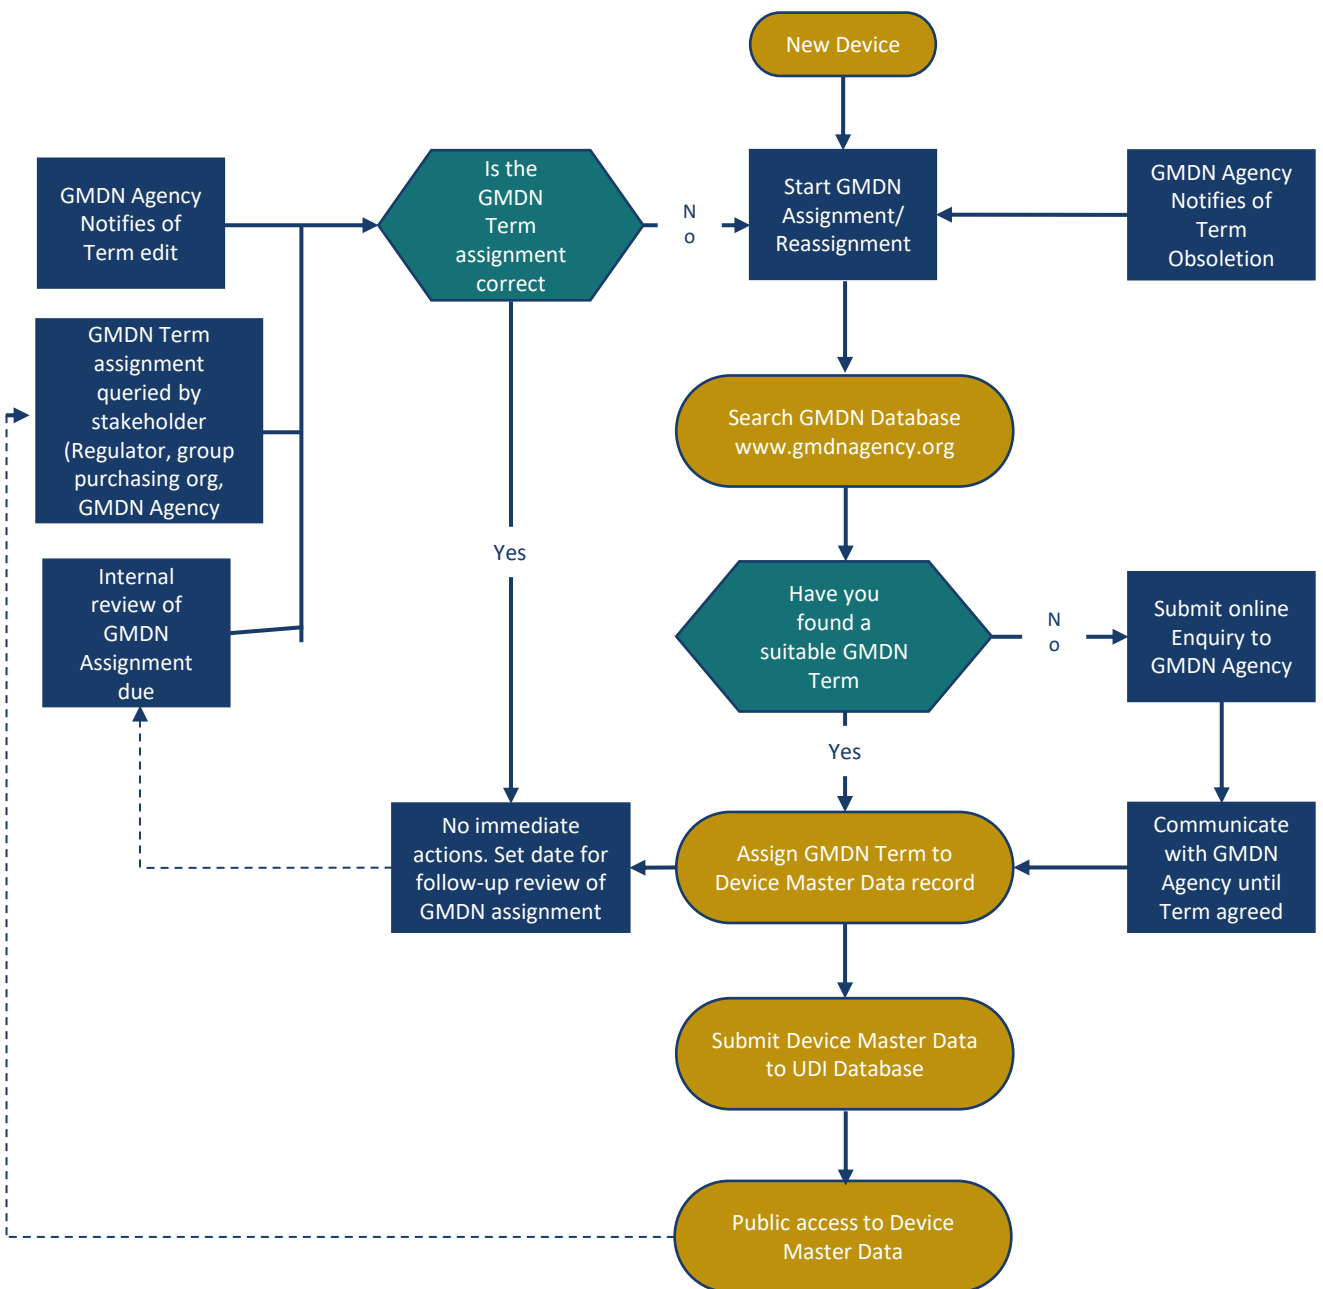 New Device
GMDN Agency
Notifies of
Term edit
Is the
GMDN
Term
assignment
correct
N
o
Start GMDN
Assignment/
Reassignment
GMDN Agency
Notifies of
Term
Obsoletion
GMDN Term
assignment
queried by
stakeholder
(Regulator, group
purchasing org,
GMDN Agency
Search GMDN Database
www.gmdnagency.org
Yes
Internal
review of
GMDN
Assignment
due
Have you
found a
suitable GMDN
Term
N
o
Submit online
Enquiry to
GMDN Agency
Yes
No immediate
actions. Set date for
follow-up review of
GMDN assignment
Assign GMDN Term to
Device Master Data record
Communicate
with GMDN
Agency until
Term agreed
Submit Device Master Data
to UDI Database
Public access to Device
Master Data